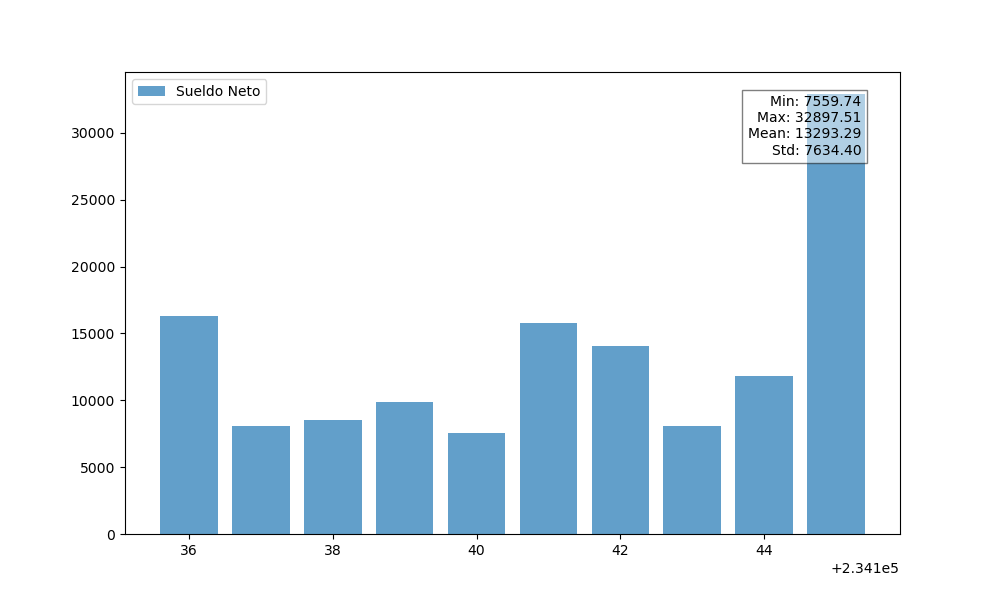 Sueldo Neto
Min: 7559.74
Max: 32897.51
Mean: 13293.29
Std: 7634.40
30000
25000
20000
15000
10000
5000
0
36 38 40 42 44
+2.341e5